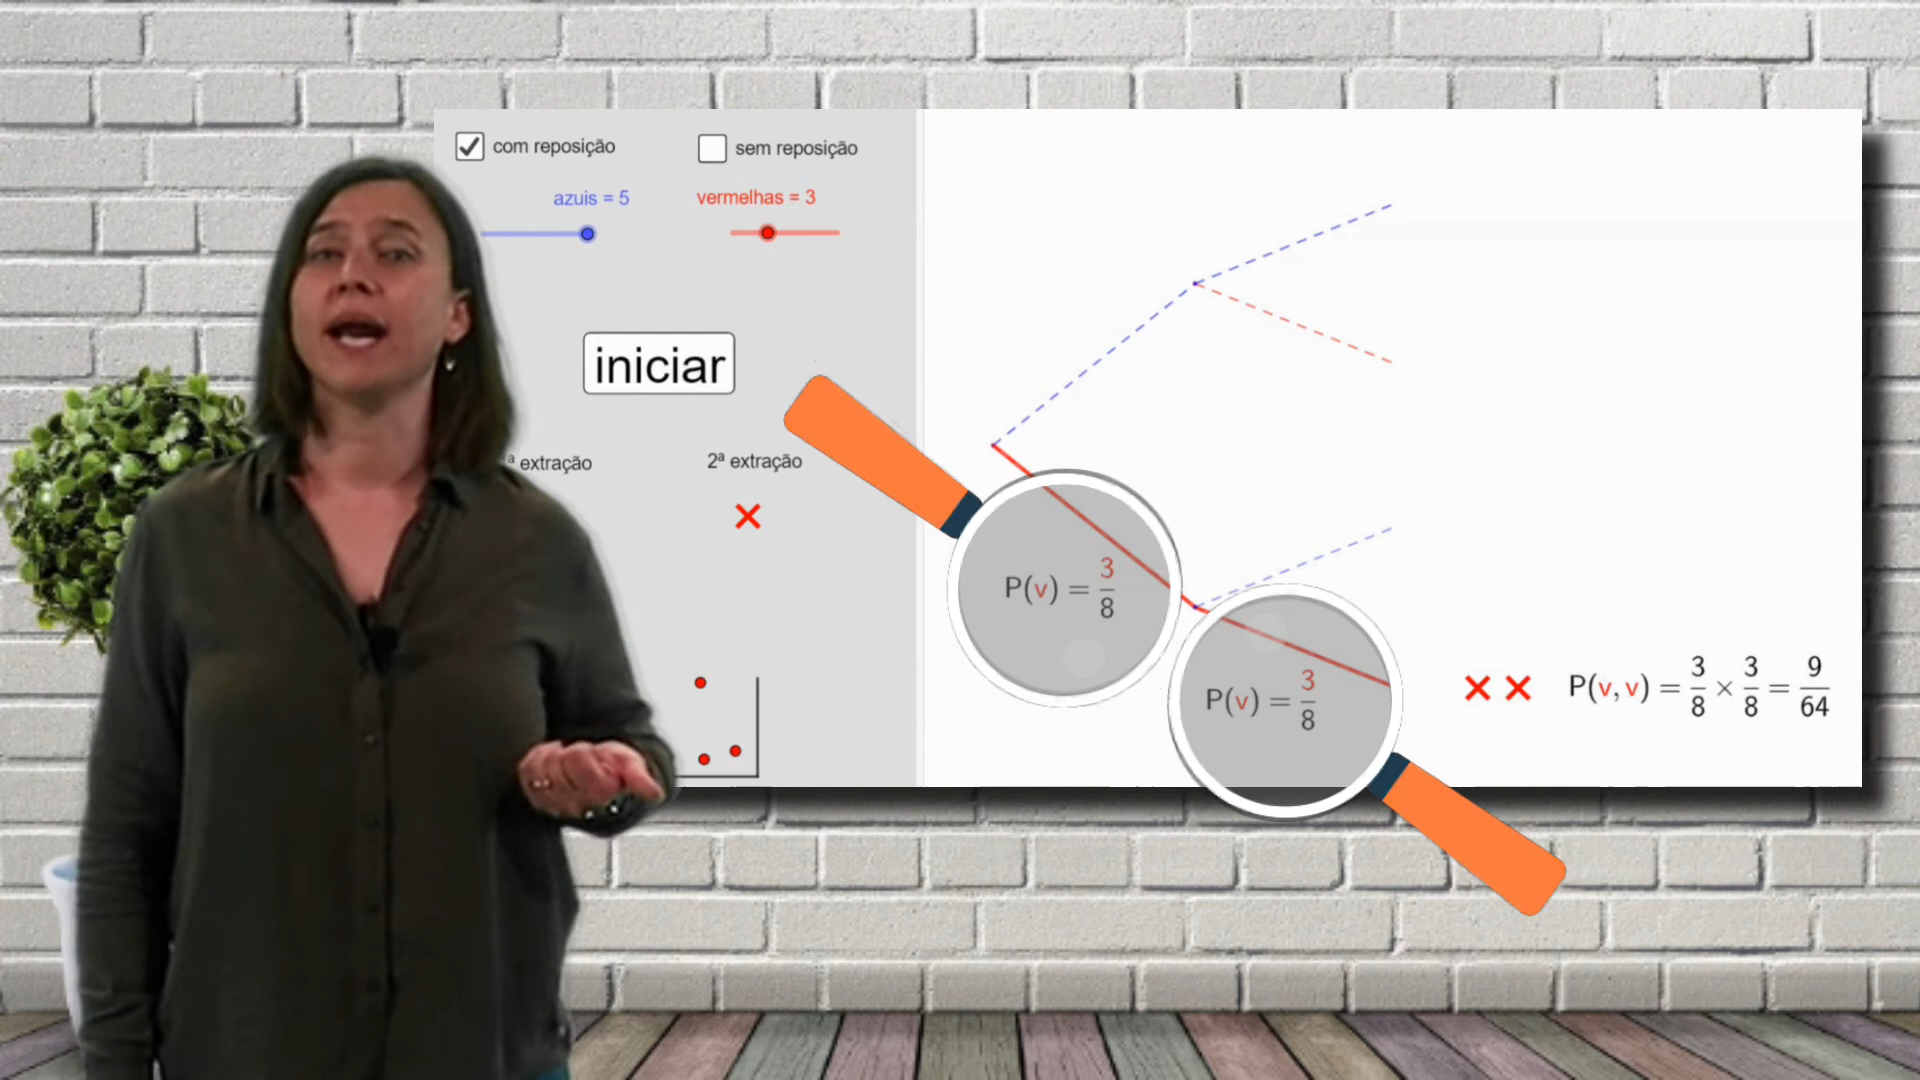 com reposição
sem reposição
azuis = 5
vermelhas = 3
iniciar
ª extração
2ª extração
P(v) = 3/8
P(v) = 3/8
P(v, v) = 3/8 × 3/8 = 9/64